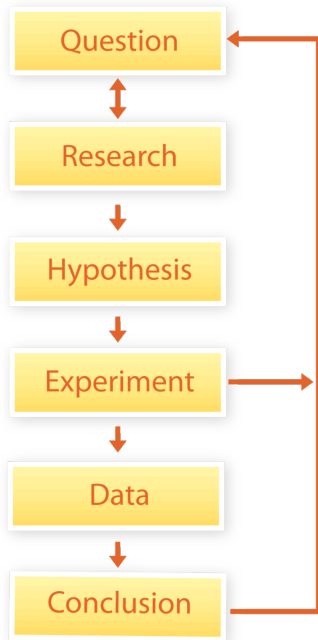 Question
Research
Hypothesis
Experiment
Data
Conclusion